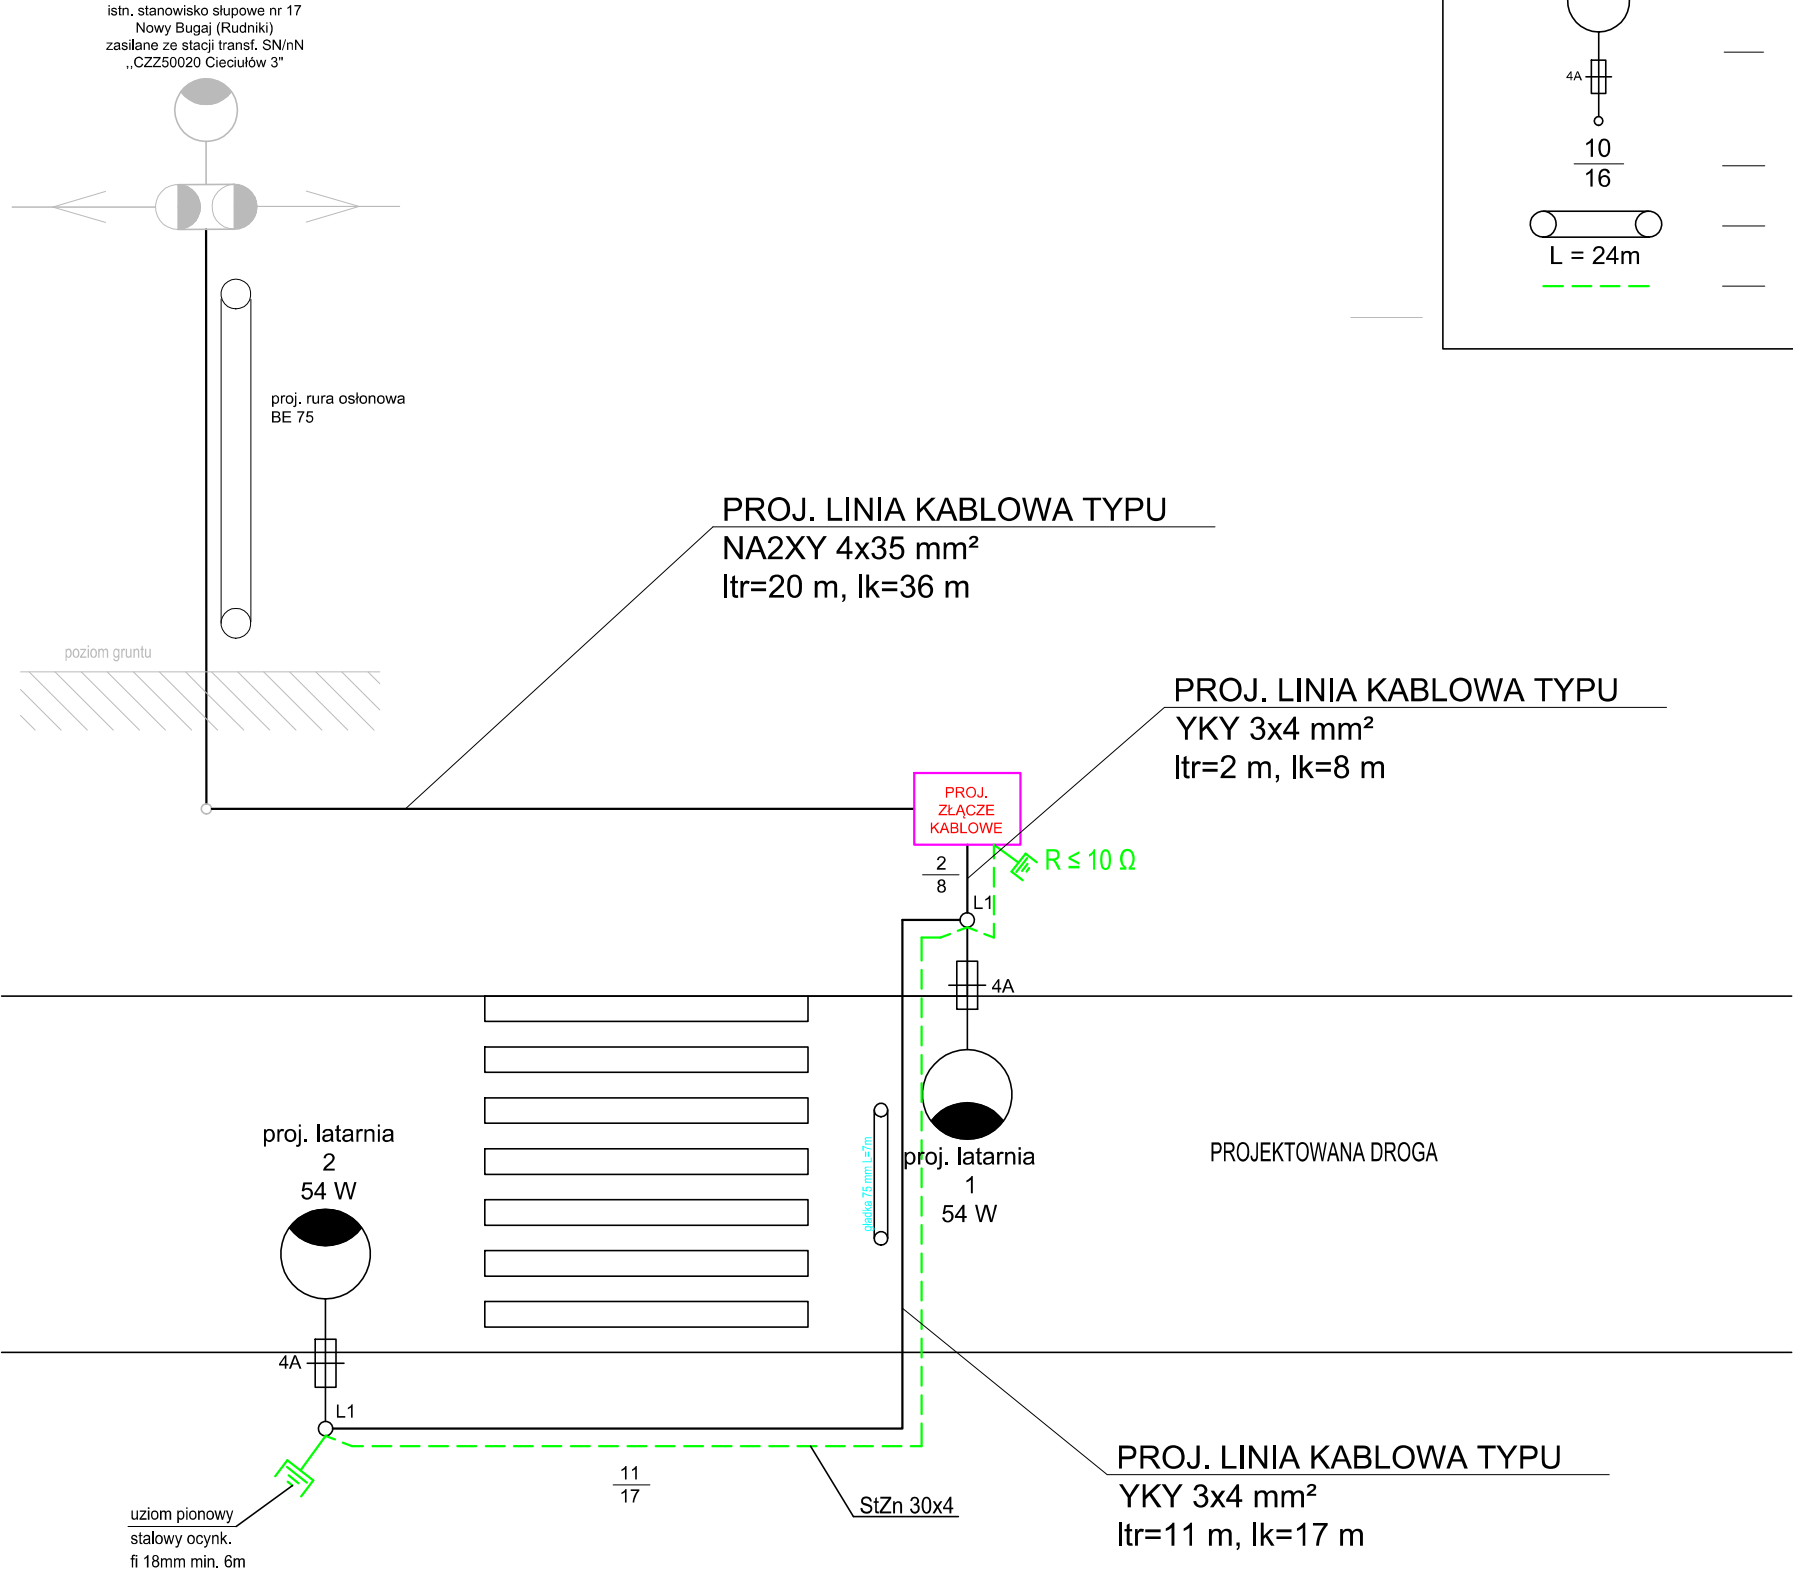 istn. stanowisko słupowe nr 17
Nowy Bugaj (Rudniki)
zasilane ze stacji transf. SN/nN
,,CZZ50020 Cieciułów 3"
4A
10
16
L = 24m
proj. rura osłonowa
BE 75
PROJ. LINIA KABLOWA TYPU
NA2XY 4x35 mm²
ltr=20 m, lk=36 m
poziom gruntu
PROJ. LINIA KABLOWA TYPU
YKY 3x4 mm²
ltr=2 m, lk=8 m
PROJ.
ZŁĄCZE
KABLOWE
R ≤ 10 Ω
2
8
L1
4A
proj. latarnia
1
54 W
gładka 75 mm L=7m
PROJEKTOWANA DROGA
proj. latarnia
2
54 W
4A
L1
11
17
StZn 30x4
uziom pionowy
stalowy ocynk.
fi 18mm min. 6m
PROJ. LINIA KABLOWA TYPU
YKY 3x4 mm²
ltr=11 m, lk=17 m